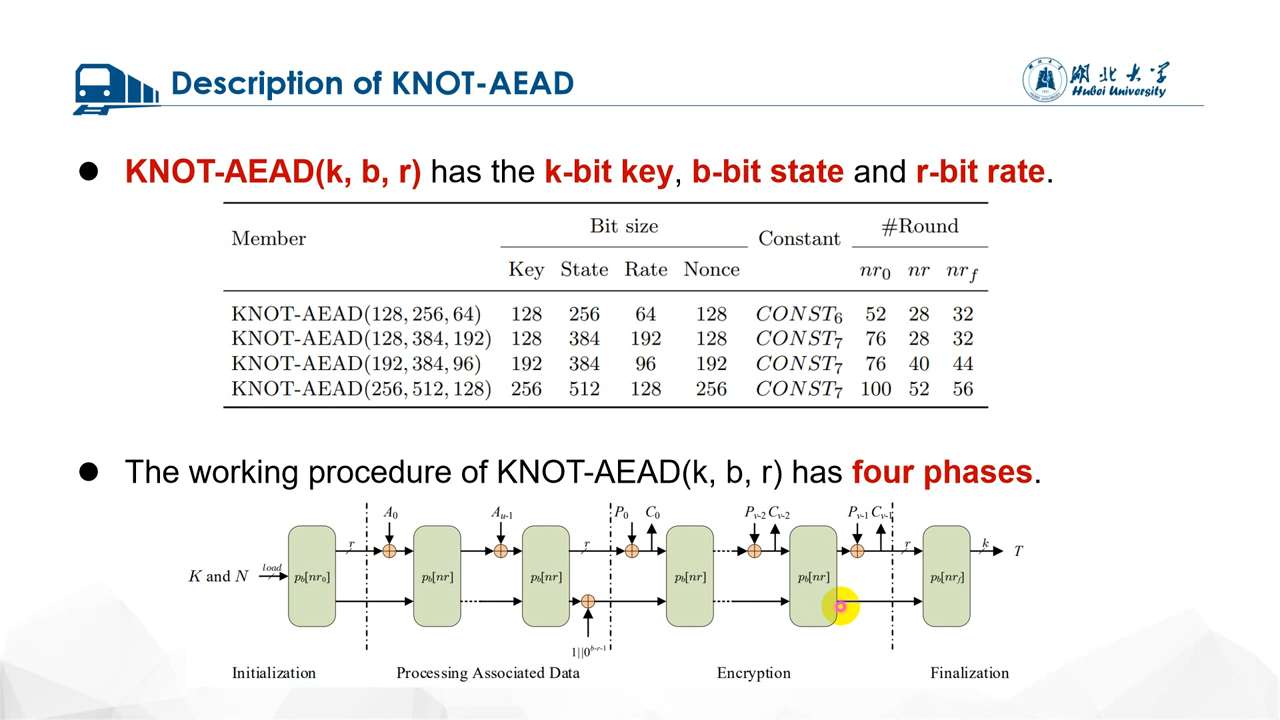 Description of KNOT-AEAD
湖北大学
Hubei University
● KNOT-AEAD(k, b, r) has the k-bit key, b-bit state and r-bit rate.
Member Bit size Constant #Round
Key State Rate Nonce nr₀ nr nr_f
KNOT-AEAD(128, 256, 64) 128 256 64 128 CONST₆ 52 28 32
KNOT-AEAD(128, 384, 192) 128 384 192 128 CONST₇ 76 28 32
KNOT-AEAD(192, 384, 96) 192 384 96 192 CONST₇ 76 40 44
KNOT-AEAD(256, 512, 128) 256 512 128 256 CONST₇ 100 52 56
● The working procedure of KNOT-AEAD(k, b, r) has four phases.
A₀ Aᵤ₋₁ P₀ C₀ Pᵥ₋₂ Cᵥ₋₂ Pᵥ₋₁ Cᵥ₋₁
r r r k T
K and N load p_b[nr₀] p_b[nr] p_b[nr] p_b[nr] p_b[nr] p_b[nr_f]
1||0^{b-r-1}
Initialization Processing Associated Data Encryption Finalization